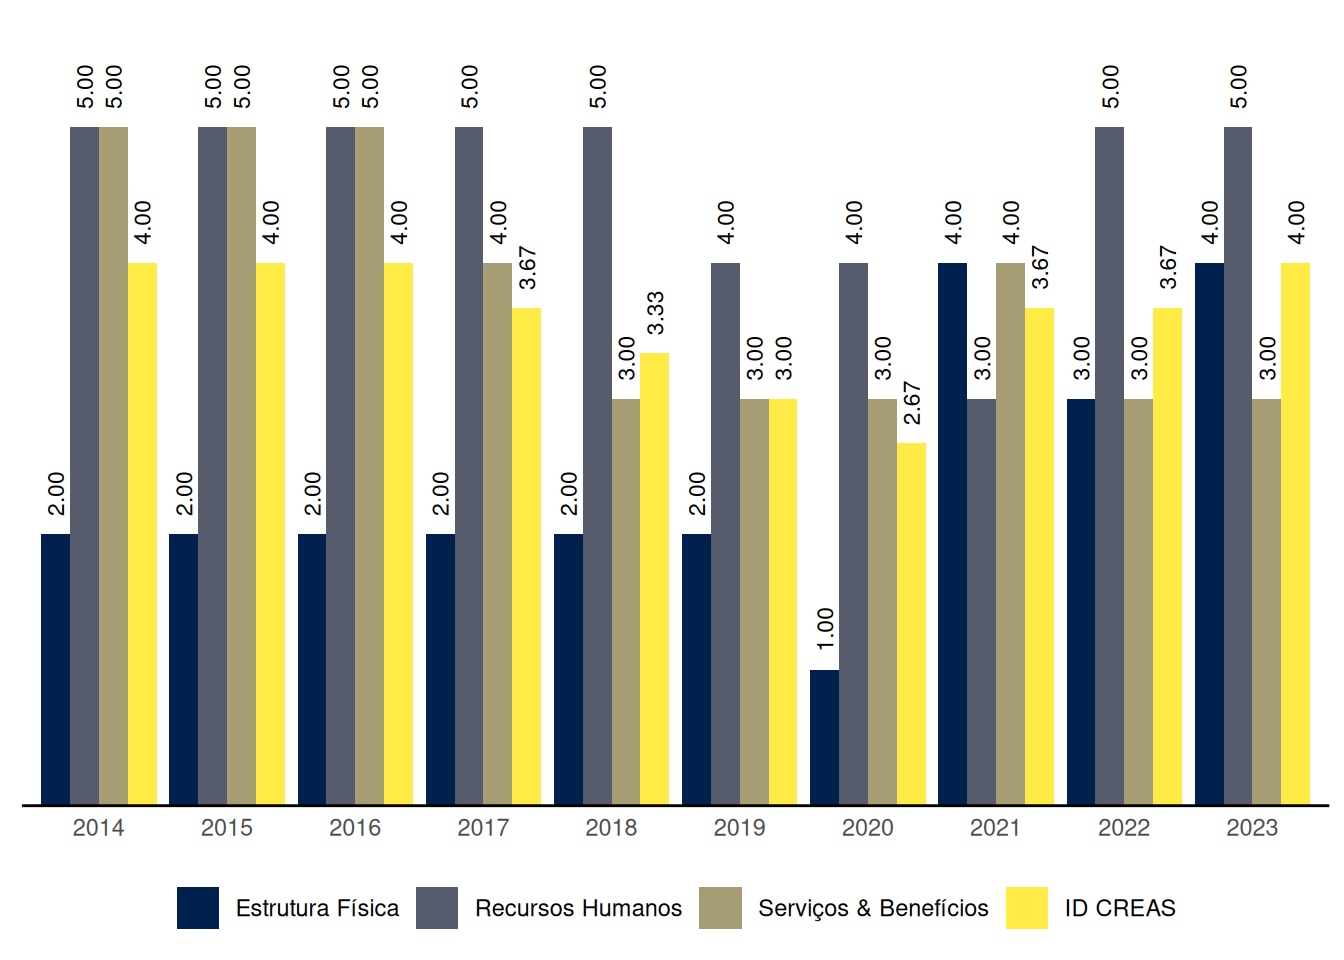 5.00 5.00 5.00 5.00 5.00 5.00 5.00 5.00 5.00 5.00
4.00 4.00 4.00 4.00 4.00 4.00 4.00 4.00 4.00 4.00
3.67 3.67 3.67
3.33
3.00 3.00 3.00 3.00 3.00 3.00 3.00 3.00
2.67
2.00 2.00 2.00 2.00 2.00 2.00
1.00
2014 2015 2016 2017 2018 2019 2020 2021 2022 2023
Estrutura Física Recursos Humanos Serviços & Benefícios ID CREAS